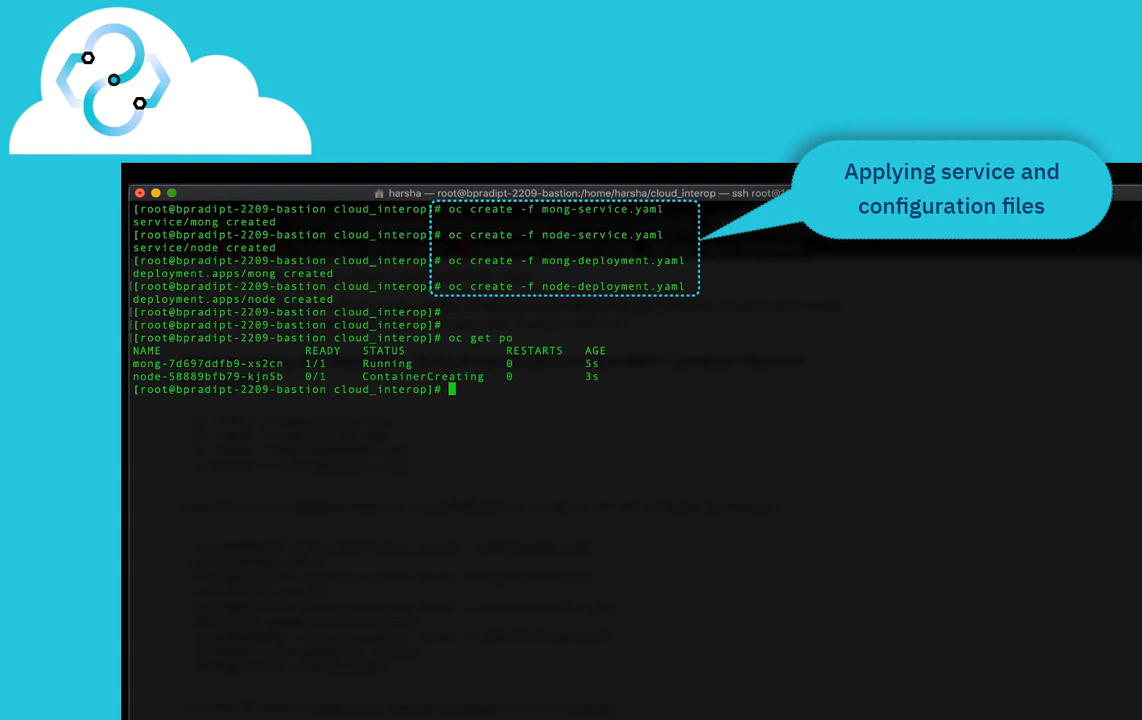 Applying service and
configuration files
harsha — root@bpradipt-2209-bastion:/home/harsha/cloud_interop — ssh root@
[root@bpradipt-2209-bastion cloud_interop]# oc create -f mong-service.yaml
service/mong created
[root@bpradipt-2209-bastion cloud_interop]# oc create -f node-service.yaml
service/node created
[root@bpradipt-2209-bastion cloud_interop]# oc create -f mong-deployment.yaml
deployment.apps/mong created
[root@bpradipt-2209-bastion cloud_interop]# oc create -f node-deployment.yaml
deployment.apps/node created
[root@bpradipt-2209-bastion cloud_interop]#
[root@bpradipt-2209-bastion cloud_interop]#
[root@bpradipt-2209-bastion cloud_interop]# oc get po
NAME READY STATUS RESTARTS AGE
mong-7d697ddfb9-xs2cn 1/1 Running 0 5s
node-58889bfb79-kjn5b 0/1 ContainerCreating 0 3s
[root@bpradipt-2209-bastion cloud_interop]#